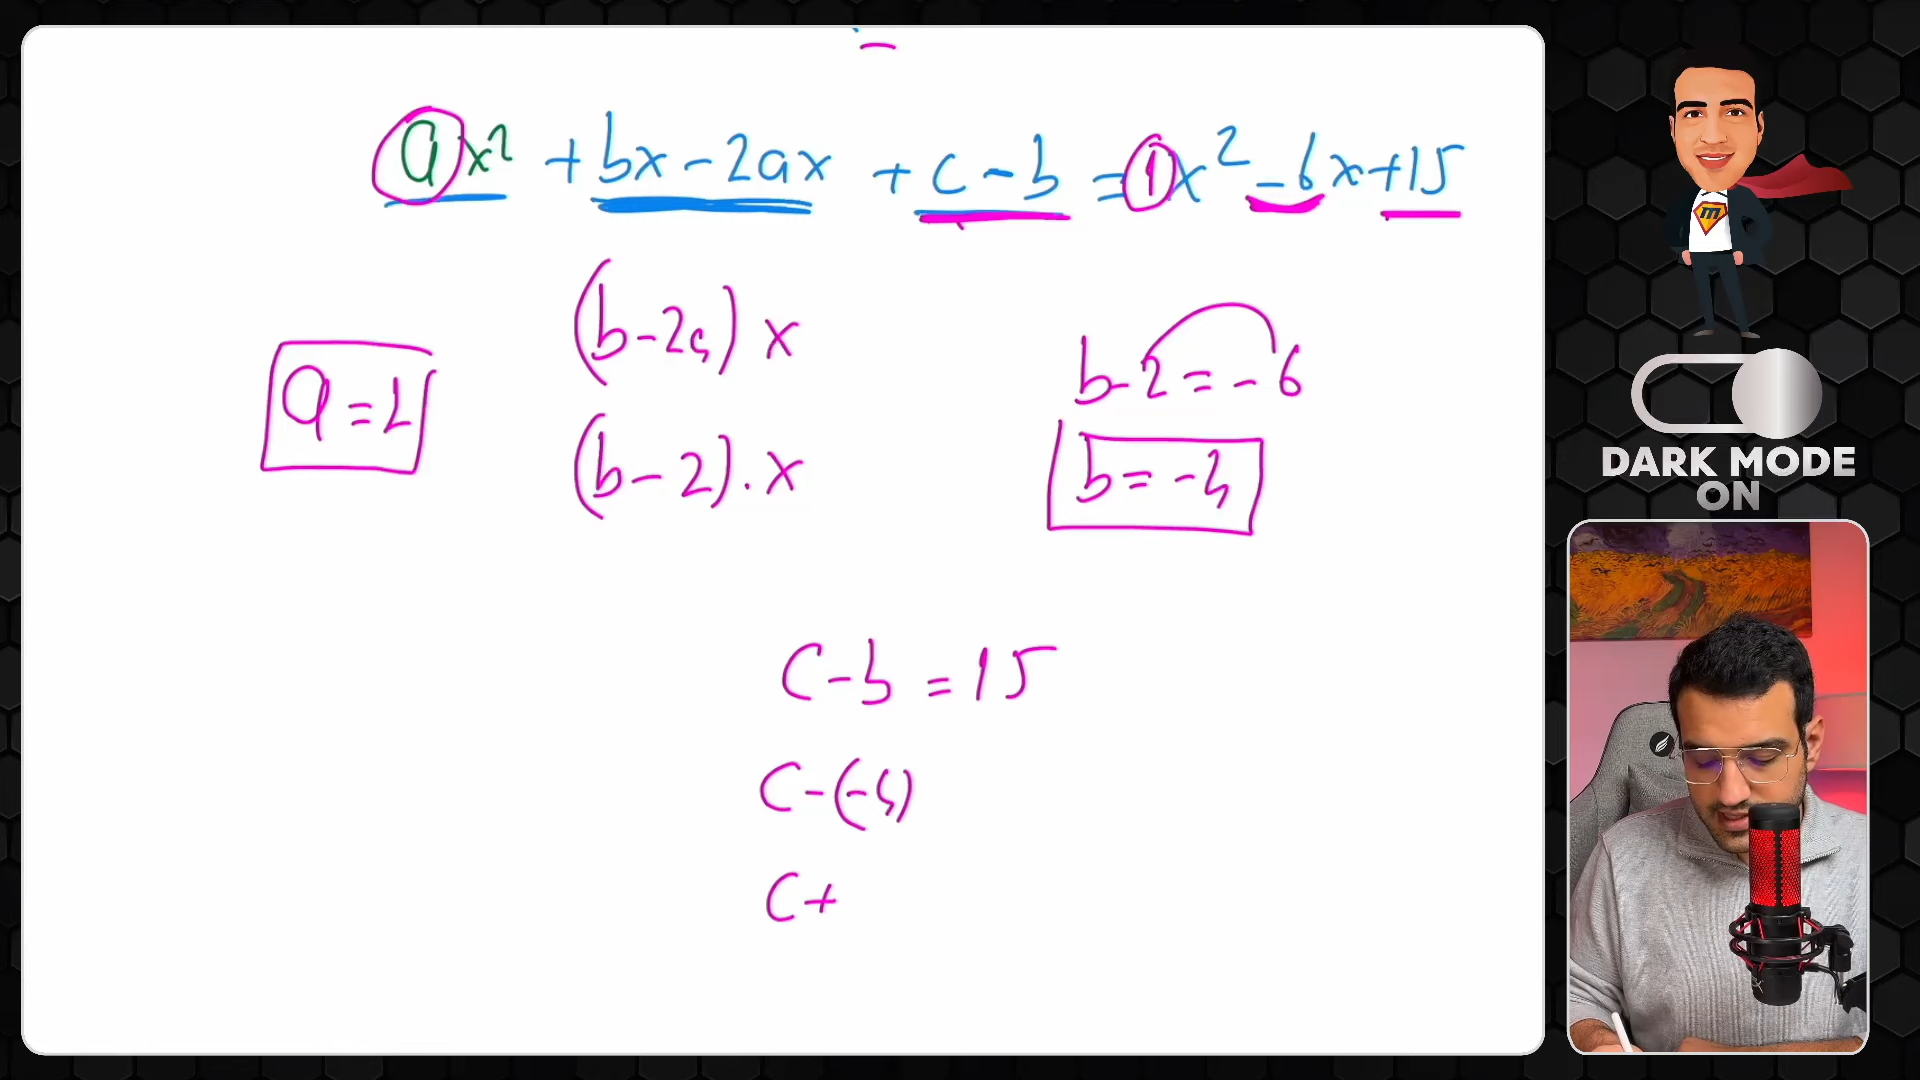 ax² + bx - 2ax + c - b = 1x² - 6x + 15
(b - 2a) x
b - 2 = - 6
a = 1
(b - 2) . x
b = - 4
c - b = 15
c - (-4)
c +
m
DARK MODE
ON